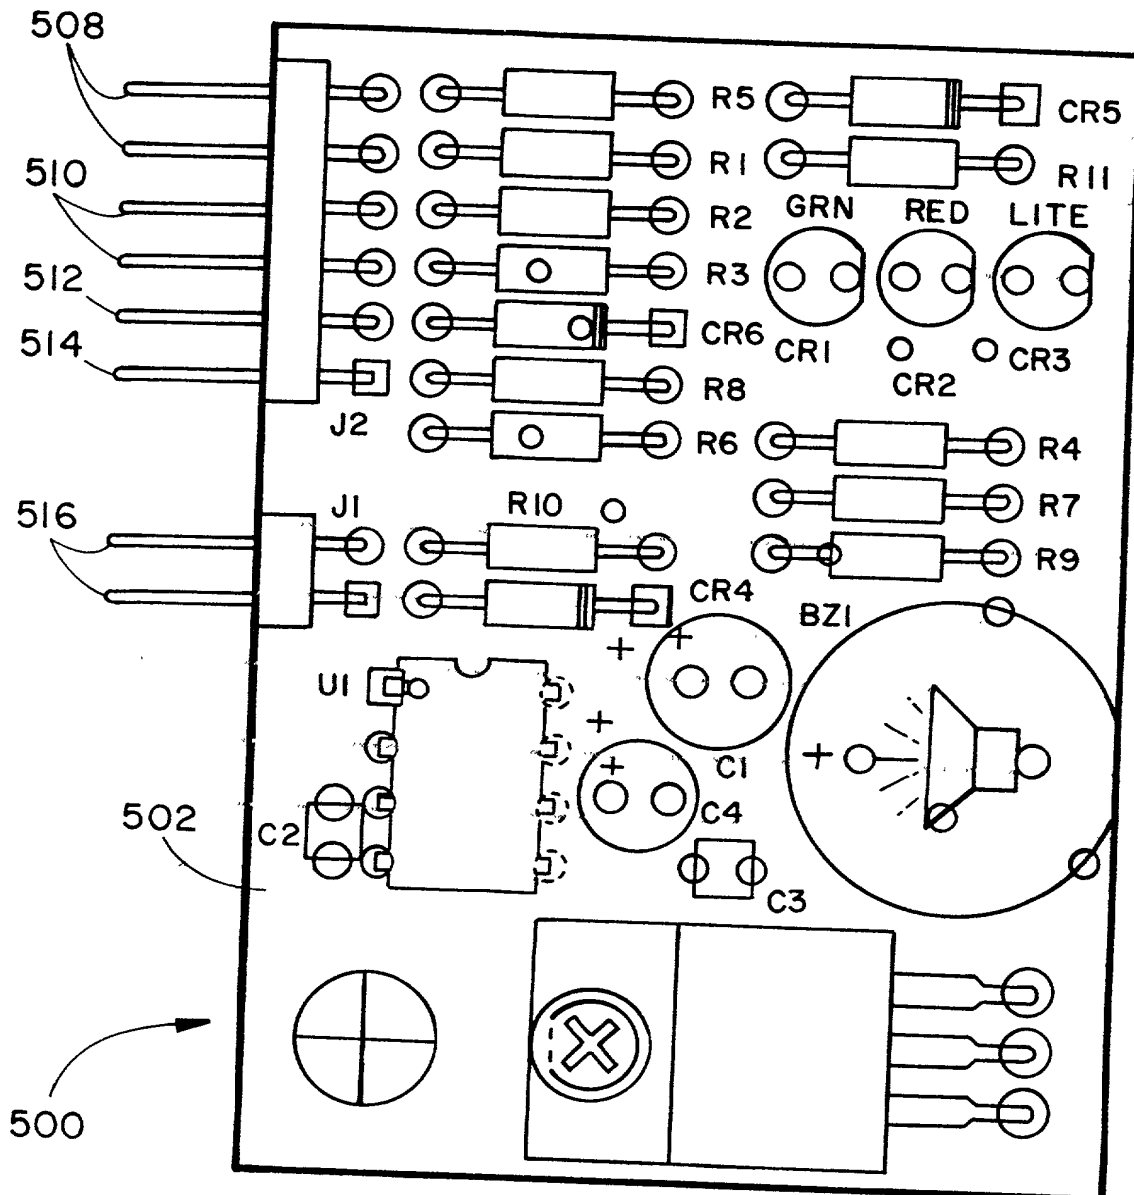 508
R5
CR5
R1
R11
510
R2
GRN RED LITE
R3
512
CR6
CR1
CR2
CR3
514
R8
J2
R6
R4
516
J1
R10
R7
R9
CR4
BZ1
+ +
U1
+
+
+
C1
C4
502
C2
C3
500